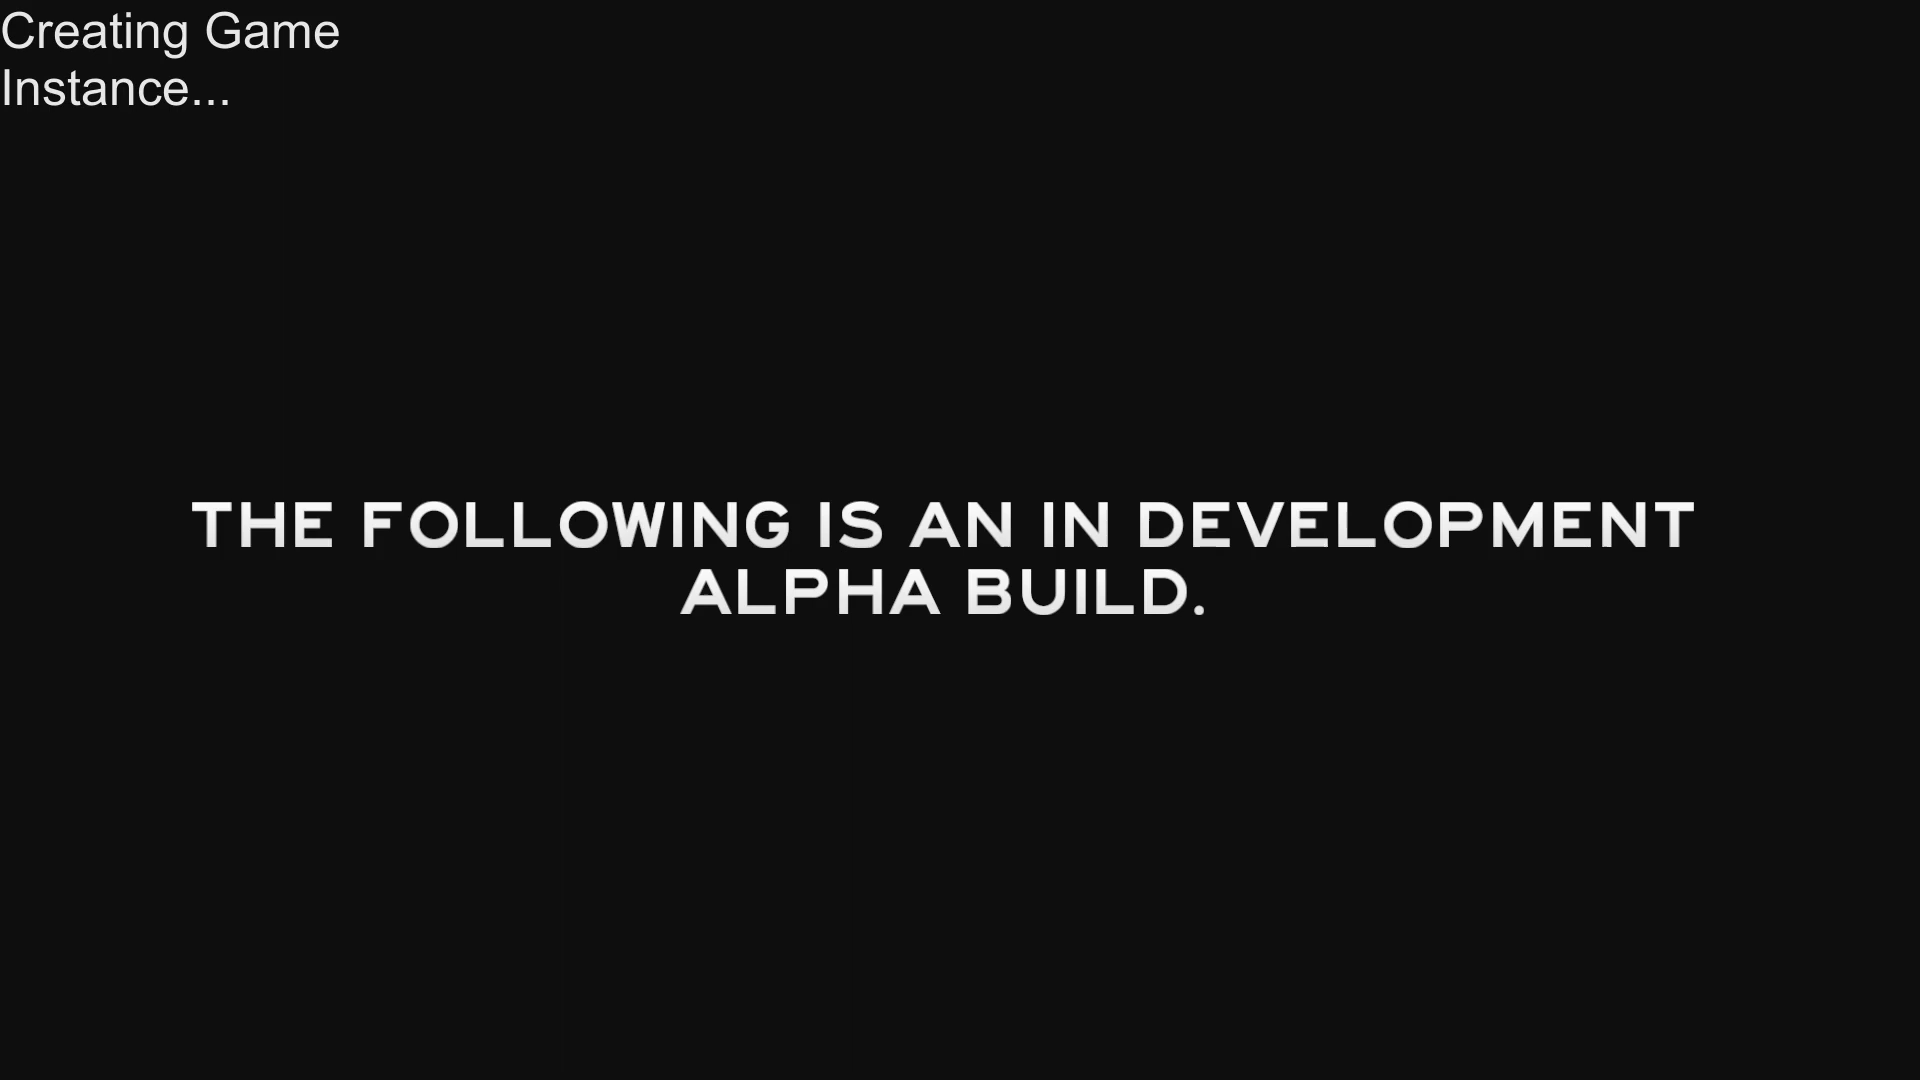 Creating Game
Instance...
THE FOLLOWING IS AN IN DEVELOPMENT
ALPHA BUILD.